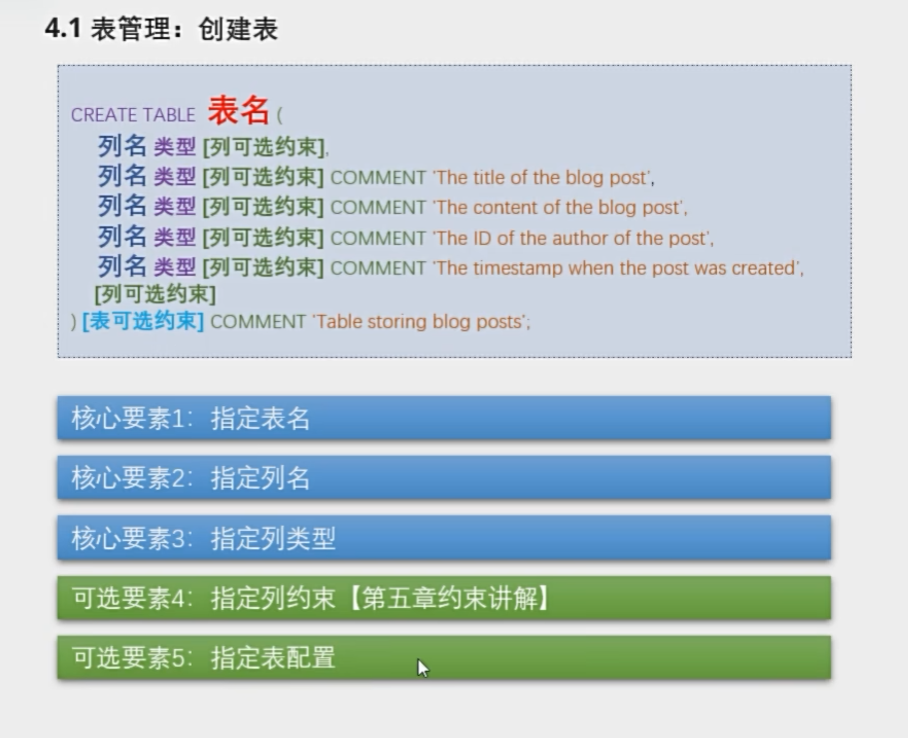 4.1 表管理：创建表
CREATE TABLE 表名 (
列名 类型 [列可选约束],
列名 类型 [列可选约束] COMMENT 'The title of the blog post',
列名 类型 [列可选约束] COMMENT 'The content of the blog post',
列名 类型 [列可选约束] COMMENT 'The ID of the author of the post',
列名 类型 [列可选约束] COMMENT 'The timestamp when the post was created',
[列可选约束]
) [表可选约束] COMMENT 'Table storing blog posts';
核心要素1：指定表名
核心要素2：指定列名
核心要素3：指定列类型
可选要素4：指定列约束【第五章约束讲解】
可选要素5：指定表配置